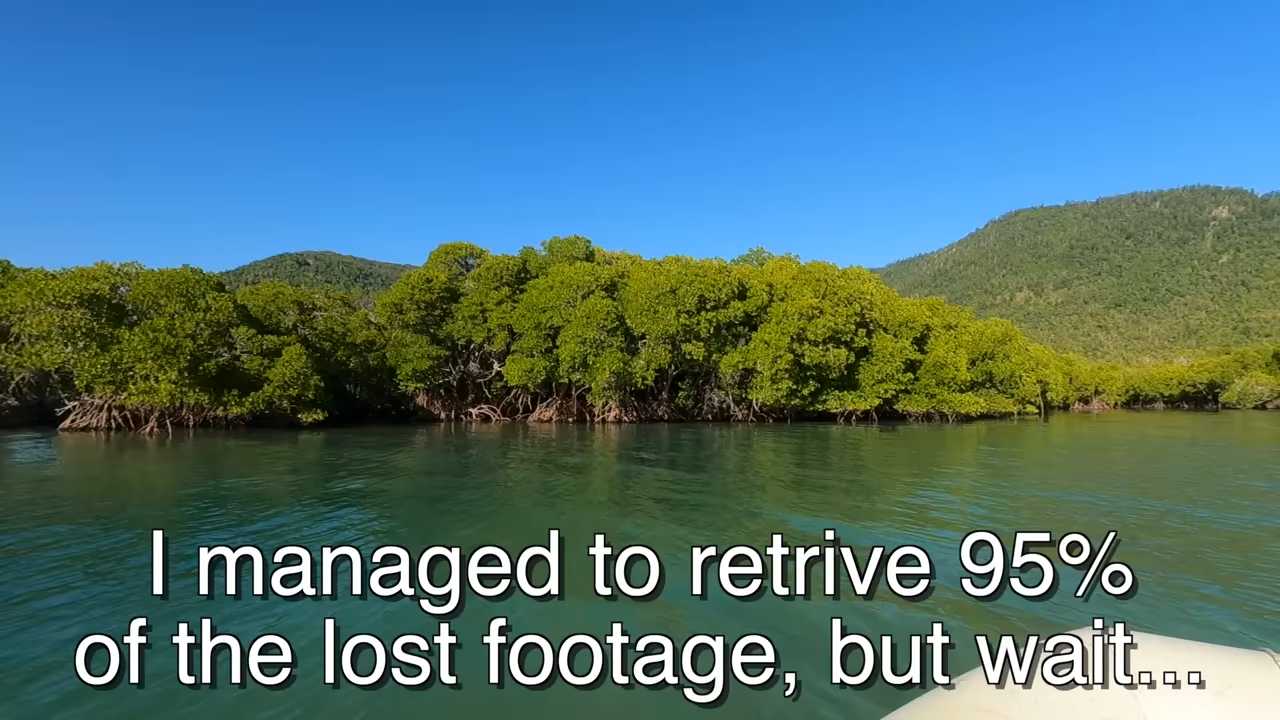 I managed to retrive 95%
of the lost footage, but wait...